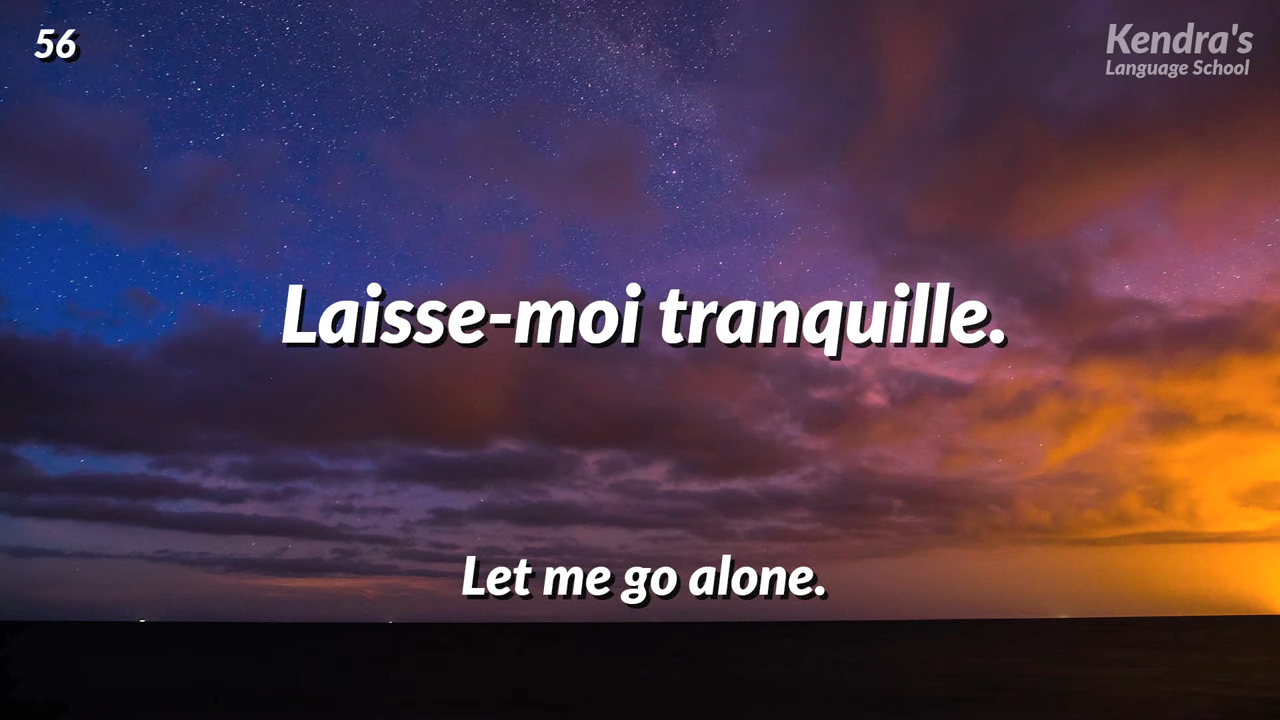 56
Kendra's
Language School
Laisse-moi tranquille.
Let me go alone.